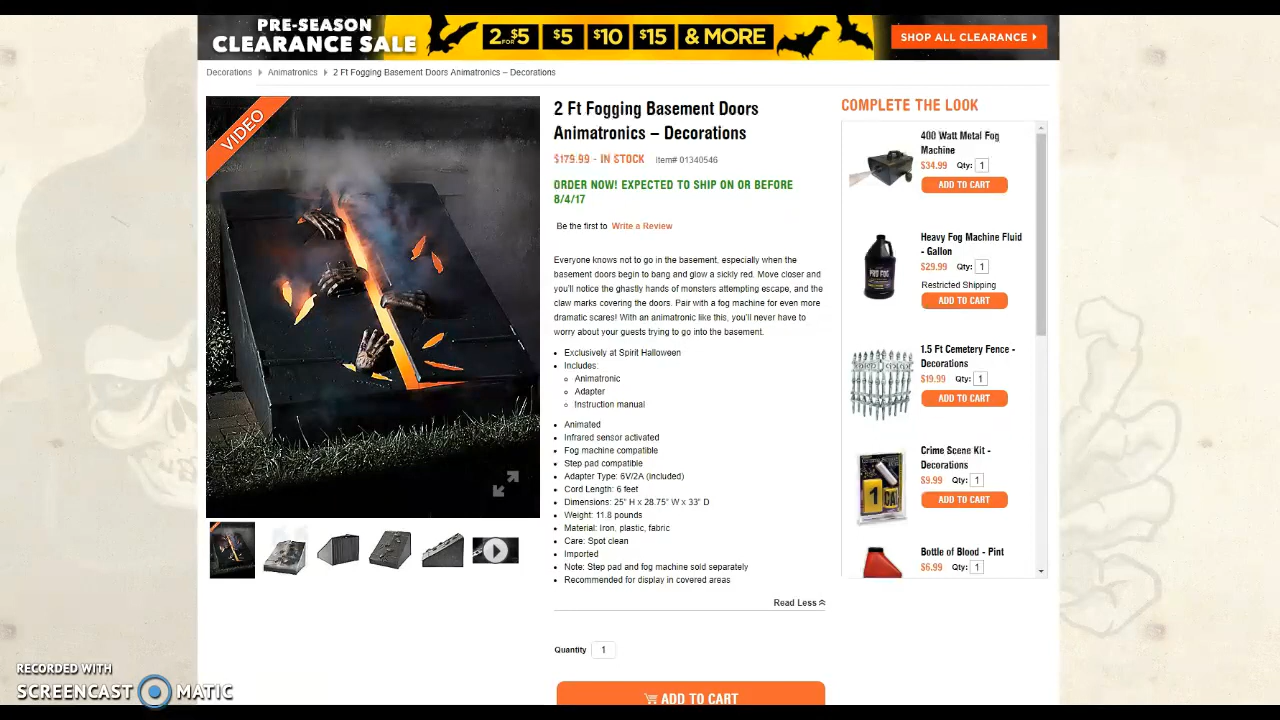 PRE-SEASON
CLEARANCE SALE
2 FOR $5
$5
$10
$15
& MORE
SHOP ALL CLEARANCE
Decorations
Animatronics
2 Ft Fogging Basement Doors Animatronics – Decorations
VIDEO
2 Ft Fogging Basement Doors
Animatronics – Decorations
$179.99 - IN STOCK Item# 01340546
ORDER NOW! EXPECTED TO SHIP ON OR BEFORE
8/4/17
Be the first to Write a Review
Everyone knows not to go in the basement, especially when the
basement doors begin to bang and glow a sickly red. Move closer and
you'll notice the ghastly hands of monsters attempting escape, and the
claw marks covering the doors. Pair with a fog machine for even more
dramatic scares! With an animatronic like this, you'll never have to
worry about your guests trying to go into the basement.
Exclusively at Spirit Halloween
Includes:
Animatronic
Adapter
Instruction manual
Animated
Infrared sensor activated
Fog machine compatible
Step pad compatible
Adapter Type: 6V/2A (included)
Cord Length: 6 feet
Dimensions: 25" H x 28.75" W x 33" D
Weight: 11.8 pounds
Material: Iron, plastic, fabric
Care: Spot clean
Imported
Note: Step pad and fog machine sold separately
Recommended for display in covered areas
Read Less
Quantity 1
ADD TO CART
COMPLETE THE LOOK
400 Watt Metal Fog
Machine
$34.99 Qty: 1
ADD TO CART
Heavy Fog Machine Fluid
- Gallon
$29.99 Qty: 1
Restricted Shipping
ADD TO CART
PRO FOG
1.5 Ft Cemetery Fence -
Decorations
$19.99 Qty: 1
ADD TO CART
Crime Scene Kit -
Decorations
$9.99 Qty: 1
ADD TO CART
1
Bottle of Blood - Pint
$6.99 Qty: 1
RECORDED WITH
SCREENCAST MATIC